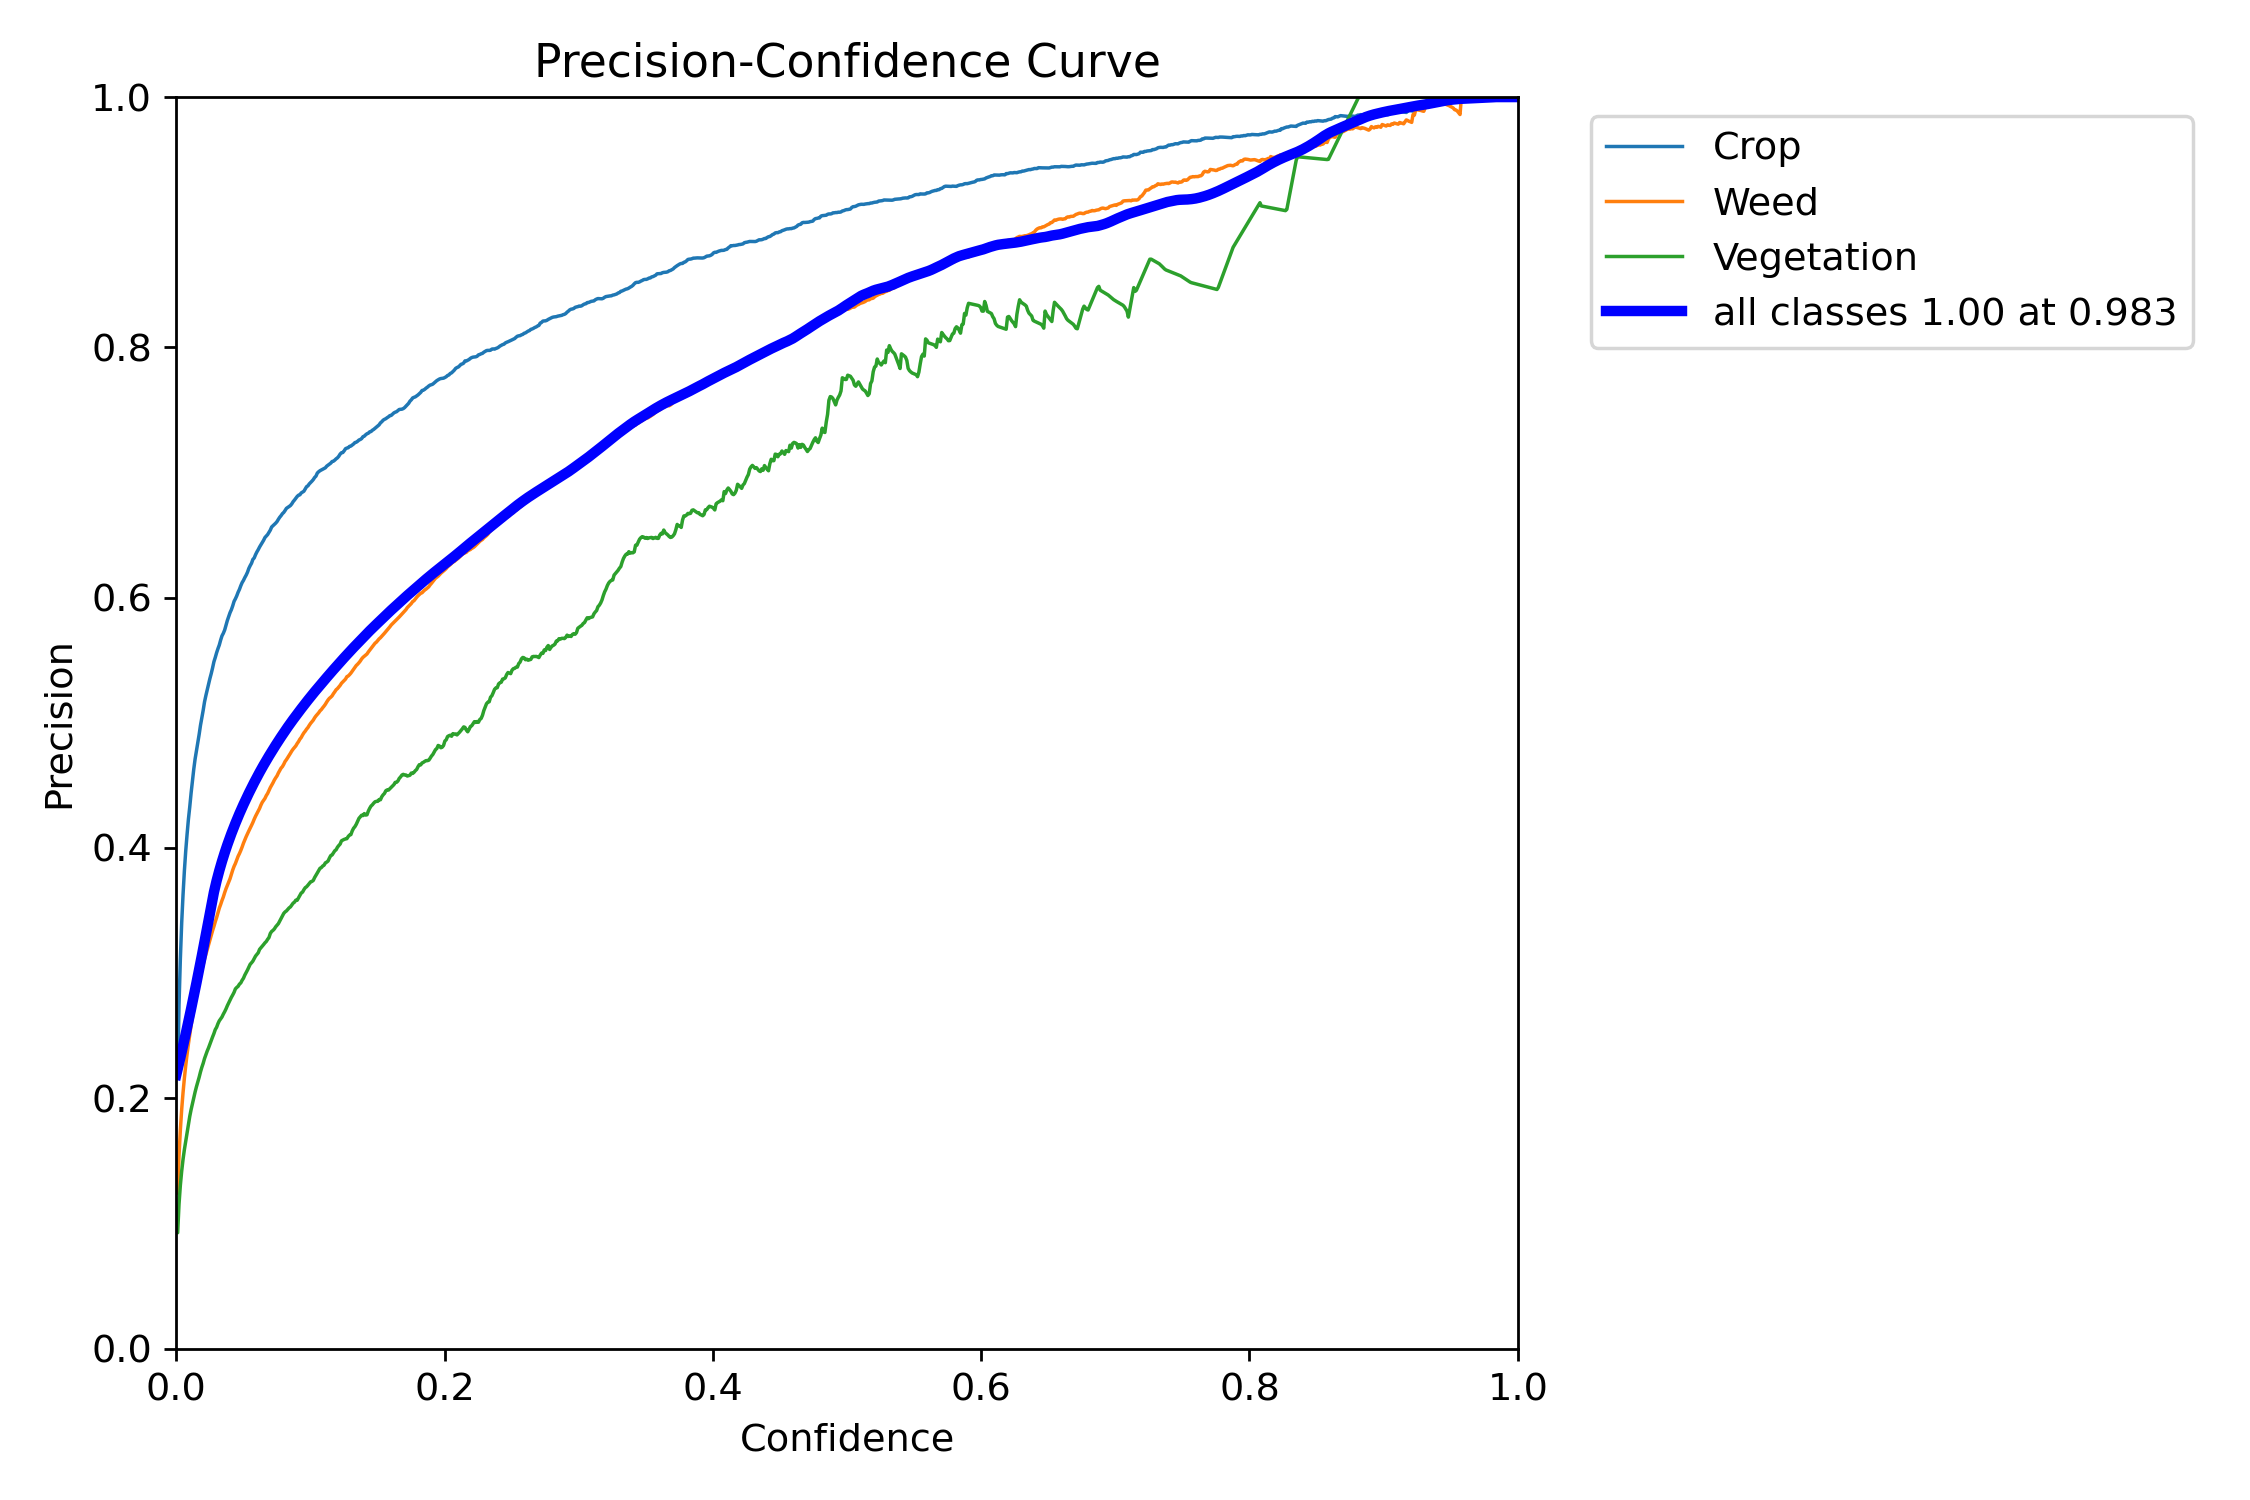 Precision-Confidence Curve
1.0
0.8
0.6
0.4
0.2
0.0
Precision
0.0 0.2 0.4 0.6 0.8 1.0
Confidence
Crop
Weed
Vegetation
all classes 1.00 at 0.983